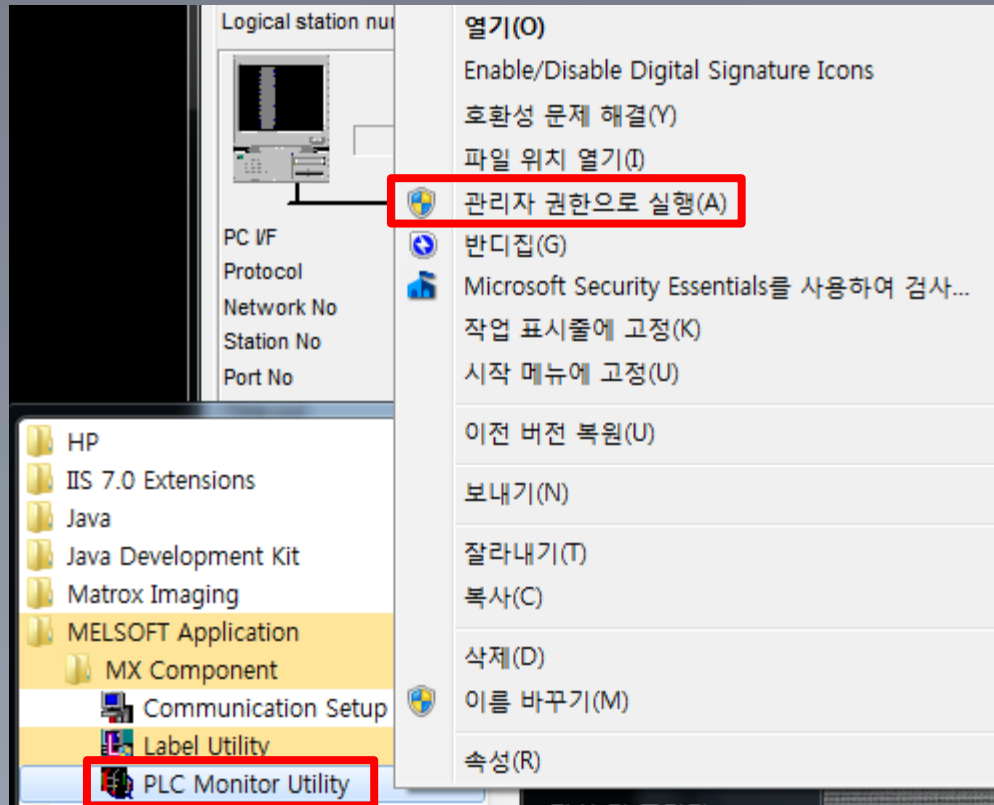 Logical station nu
PC I/F
Protocol
Network No
Station No
Port No
HP
IIS 7.0 Extensions
Java
Java Development Kit
Matrox Imaging
MELSOFT Application
MX Component
Communication Setup
Label Utility
PLC Monitor Utility
열기(O)
Enable/Disable Digital Signature Icons
호환성 문제 해결(Y)
파일 위치 열기(I)
관리자 권한으로 실행(A)
반디집(G)
Microsoft Security Essentials를 사용하여 검사...
작업 표시줄에 고정(K)
시작 메뉴에 고정(U)
이전 버전 복원(U)
보내기(N)
잘라내기(T)
복사(C)
삭제(D)
이름 바꾸기(M)
속성(R)